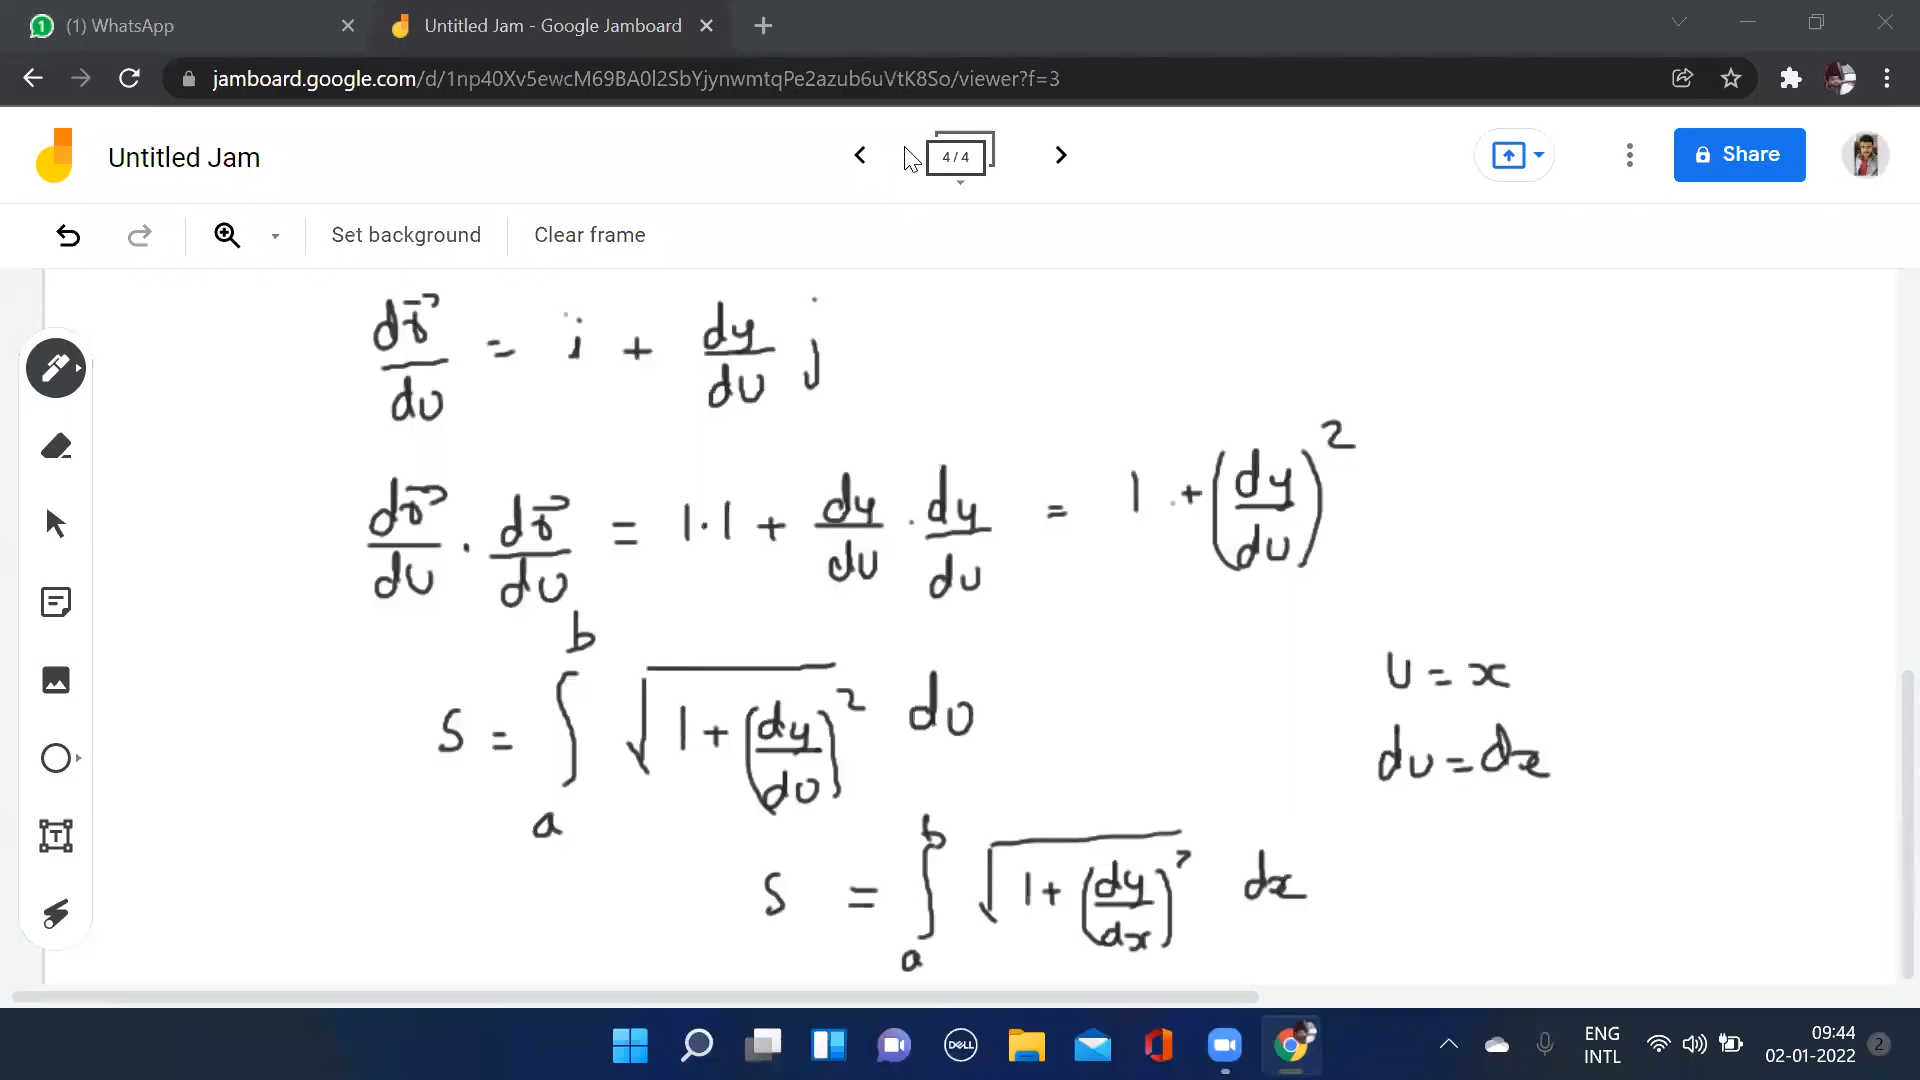 (1) WhatsApp
Untitled Jam - Google Jamboard
jamboard.google.com/d/1np40Xv5ewcM69BA0l2SbYjynwmtqPe2azub6uVtK8So/viewer?f=3
Untitled Jam
4 / 4
Share
Set background
Clear frame
dr⃗/du = i + dy/du j
dr⃗/du · dr⃗/du = 1·1 + dy/du · dy/du = 1 + (dy/du)²
S = ∫ₐᵇ √1+(dy/du)² du
u = x
du = dx
S = ∫ₐᵇ √1+(dy/dx)² dx
DELL
ENG
INTL
09:44
02-01-2022
2